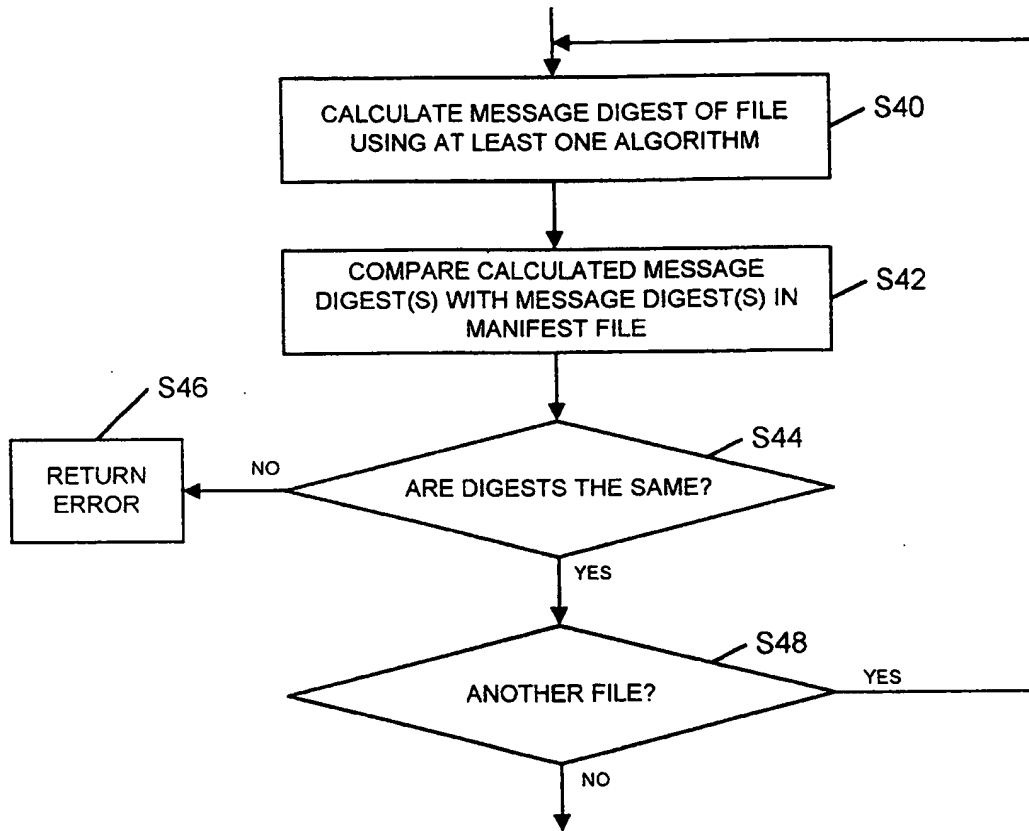 CALCULATE MESSAGE DIGEST OF FILE
USING AT LEAST ONE ALGORITHM
S40
COMPARE CALCULATED MESSAGE
DIGEST(S) WITH MESSAGE DIGEST(S) IN
MANIFEST FILE
S42
S46
RETURN
ERROR
NO
S44
ARE DIGESTS THE SAME?
YES
S48
ANOTHER FILE?
YES
NO